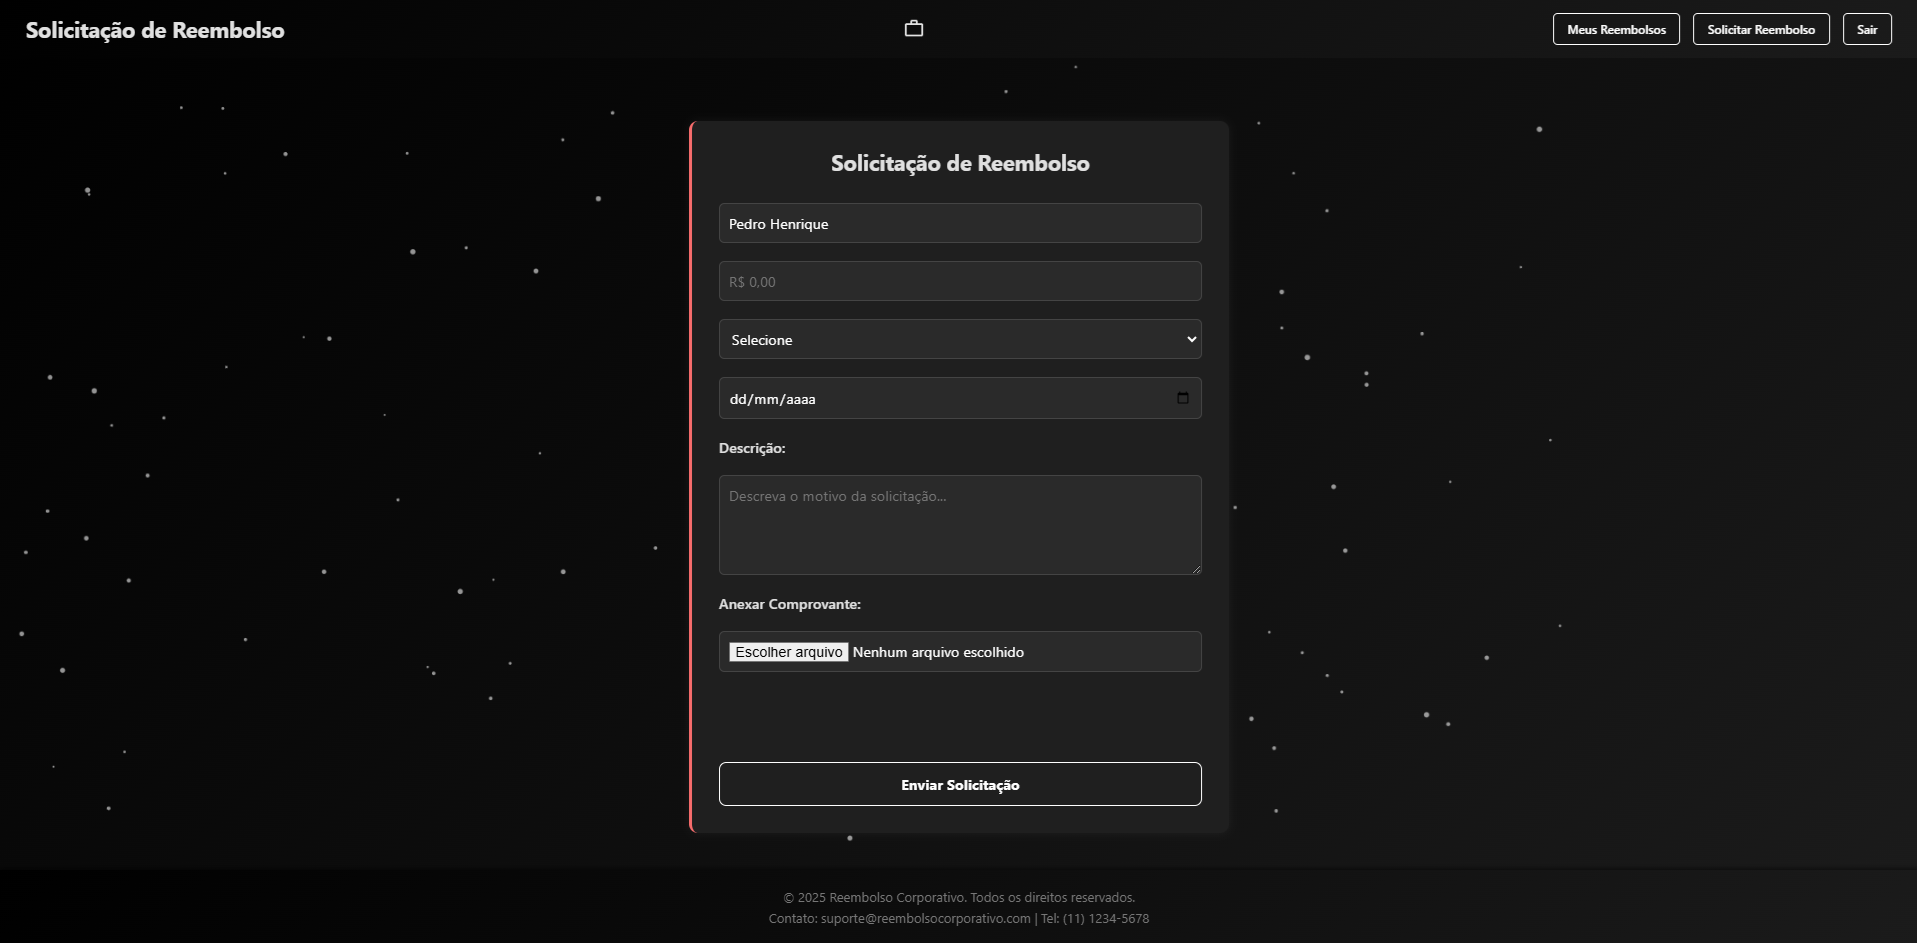 Solicitação de Reembolso
Meus Reembolsos
Solicitar Reembolso
Sair
Solicitação de Reembolso
Pedro Henrique
R$ 0,00
Selecione
dd/mm/aaaa
Descrição:
Descreva o motivo da solicitação...
Anexar Comprovante:
Escolher arquivo Nenhum arquivo escolhido
Enviar Solicitação
© 2025 Reembolso Corporativo. Todos os direitos reservados.
Contato: suporte@reembolsocorporativo.com | Tel: (11) 1234-5678